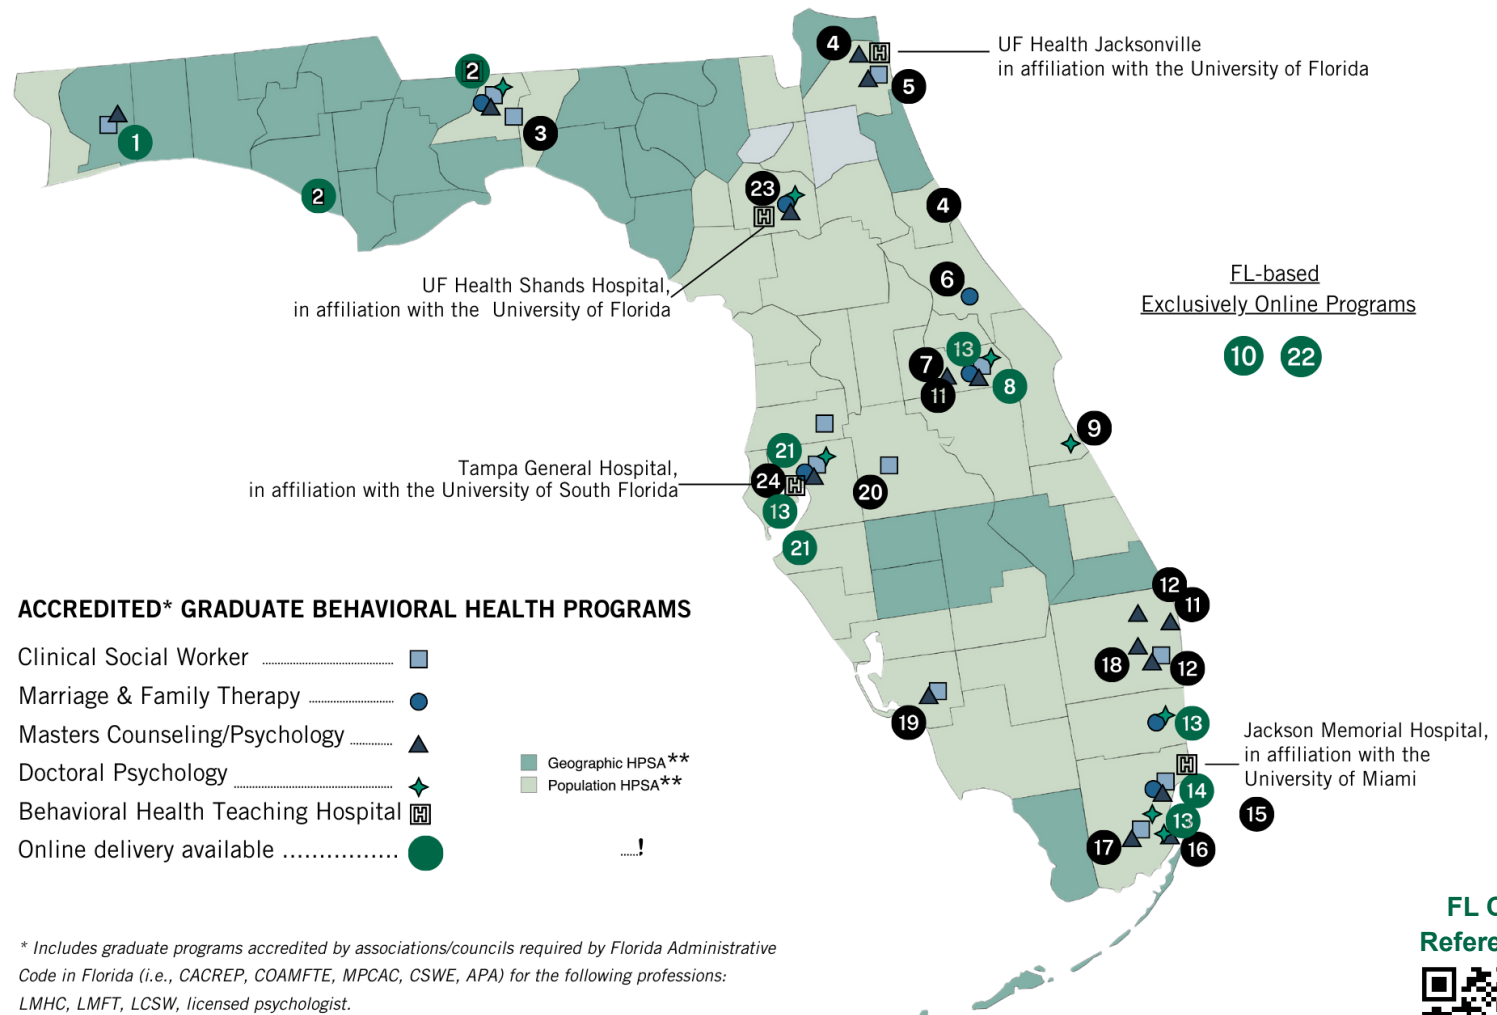 4
UF Health Jacksonville
in affiliation with the University of Florida
2
5
3
1
23
2
4
UF Health Shands Hospital,
in affiliation with the University of Florida
6
FL-based
Exclusively Online Programs
10 22
13
7
8
11
9
21
Tampa General Hospital,
in affiliation with the University of South Florida
24
20
13
21
12
11
18
12
19
13
Jackson Memorial Hospital,
in affiliation with the
University of Miami
14
15
13
17
16
ACCREDITED* GRADUATE BEHAVIORAL HEALTH PROGRAMS
Clinical Social Worker
Marriage & Family Therapy
Masters Counseling/Psychology
Doctoral Psychology
Behavioral Health Teaching Hospital
Online delivery available
Geographic HPSA**
Population HPSA**
......!
FL C
Refere
* Includes graduate programs accredited by associations/councils required by Florida Administrative
Code in Florida (i.e., CACREP, COAMFTE, MPCAC, CSWE, APA) for the following professions:
LMHC, LMFT, LCSW, licensed psychologist.